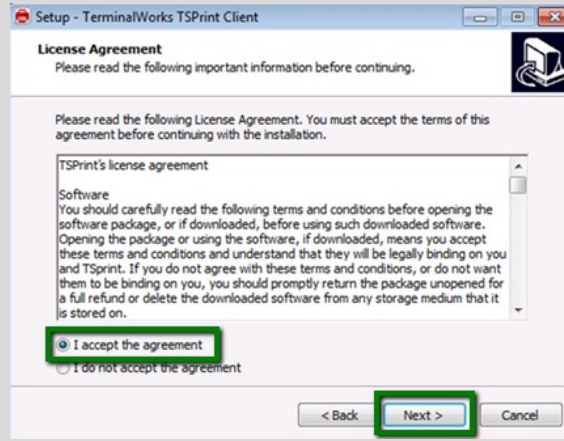 Setup - TerminalWorks TSPrint Client
License Agreement
Please read the following important information before continuing.
Please read the following License Agreement. You must accept the terms of this
agreement before continuing with the installation.
TSPrint's license agreement
Software
You should carefully read the following terms and conditions before opening the
software package, or if downloaded, before using such downloaded software.
Opening the package or using the software, if downloaded, means you accept
these terms and conditions and understand that they will be legally binding on you
and TSprint. If you do not agree with these terms and conditions, or do not want
them to be binding on you, you should promptly return the package unopened for
a full refund or delete the downloaded software from any storage medium that it
is stored on.
I accept the agreement
I do not accept the agreement
< Back
Next >
Cancel